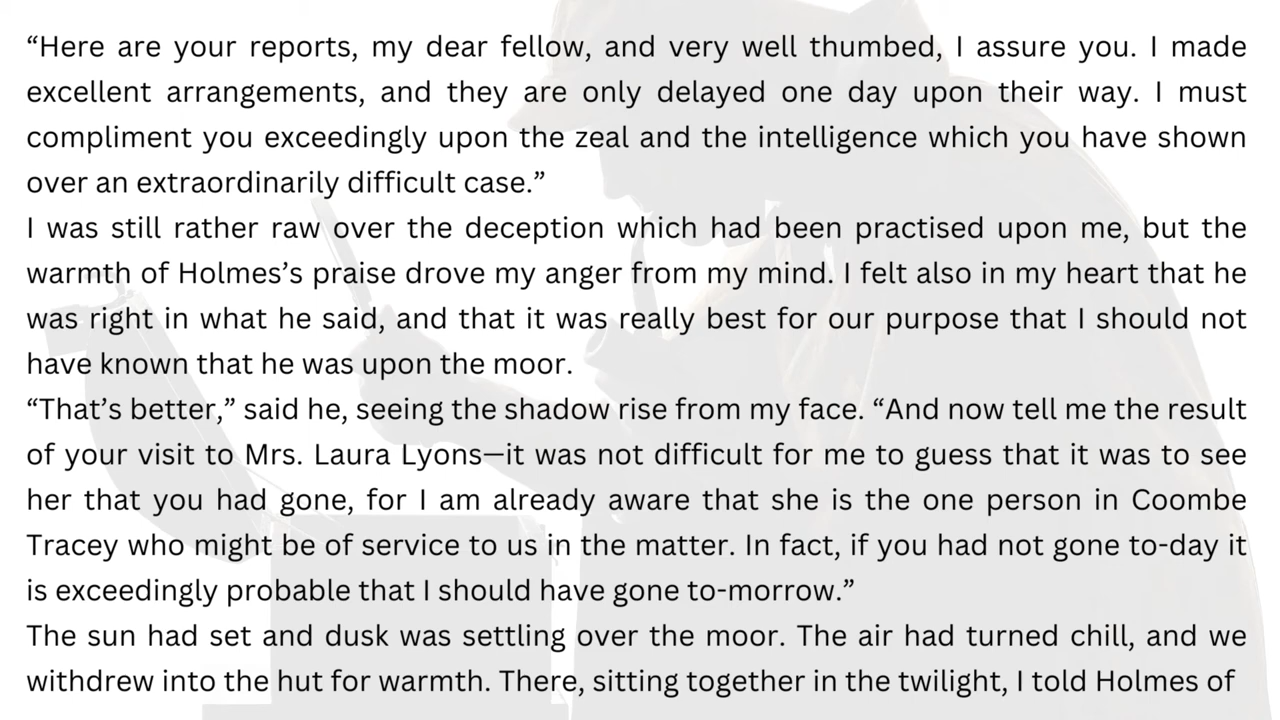 “Here are your reports, my dear fellow, and very well thumbed, I assure you. I made
excellent arrangements, and they are only delayed one day upon their way. I must
compliment you exceedingly upon the zeal and the intelligence which you have shown
over an extraordinarily difficult case.”
I was still rather raw over the deception which had been practised upon me, but the
warmth of Holmes’s praise drove my anger from my mind. I felt also in my heart that he
was right in what he said, and that it was really best for our purpose that I should not
have known that he was upon the moor.
“That’s better,” said he, seeing the shadow rise from my face. “And now tell me the result
of your visit to Mrs. Laura Lyons—it was not difficult for me to guess that it was to see
her that you had gone, for I am already aware that she is the one person in Coombe
Tracey who might be of service to us in the matter. In fact, if you had not gone to-day it
is exceedingly probable that I should have gone to-morrow.”
The sun had set and dusk was settling over the moor. The air had turned chill, and we
withdrew into the hut for warmth. There, sitting together in the twilight, I told Holmes of